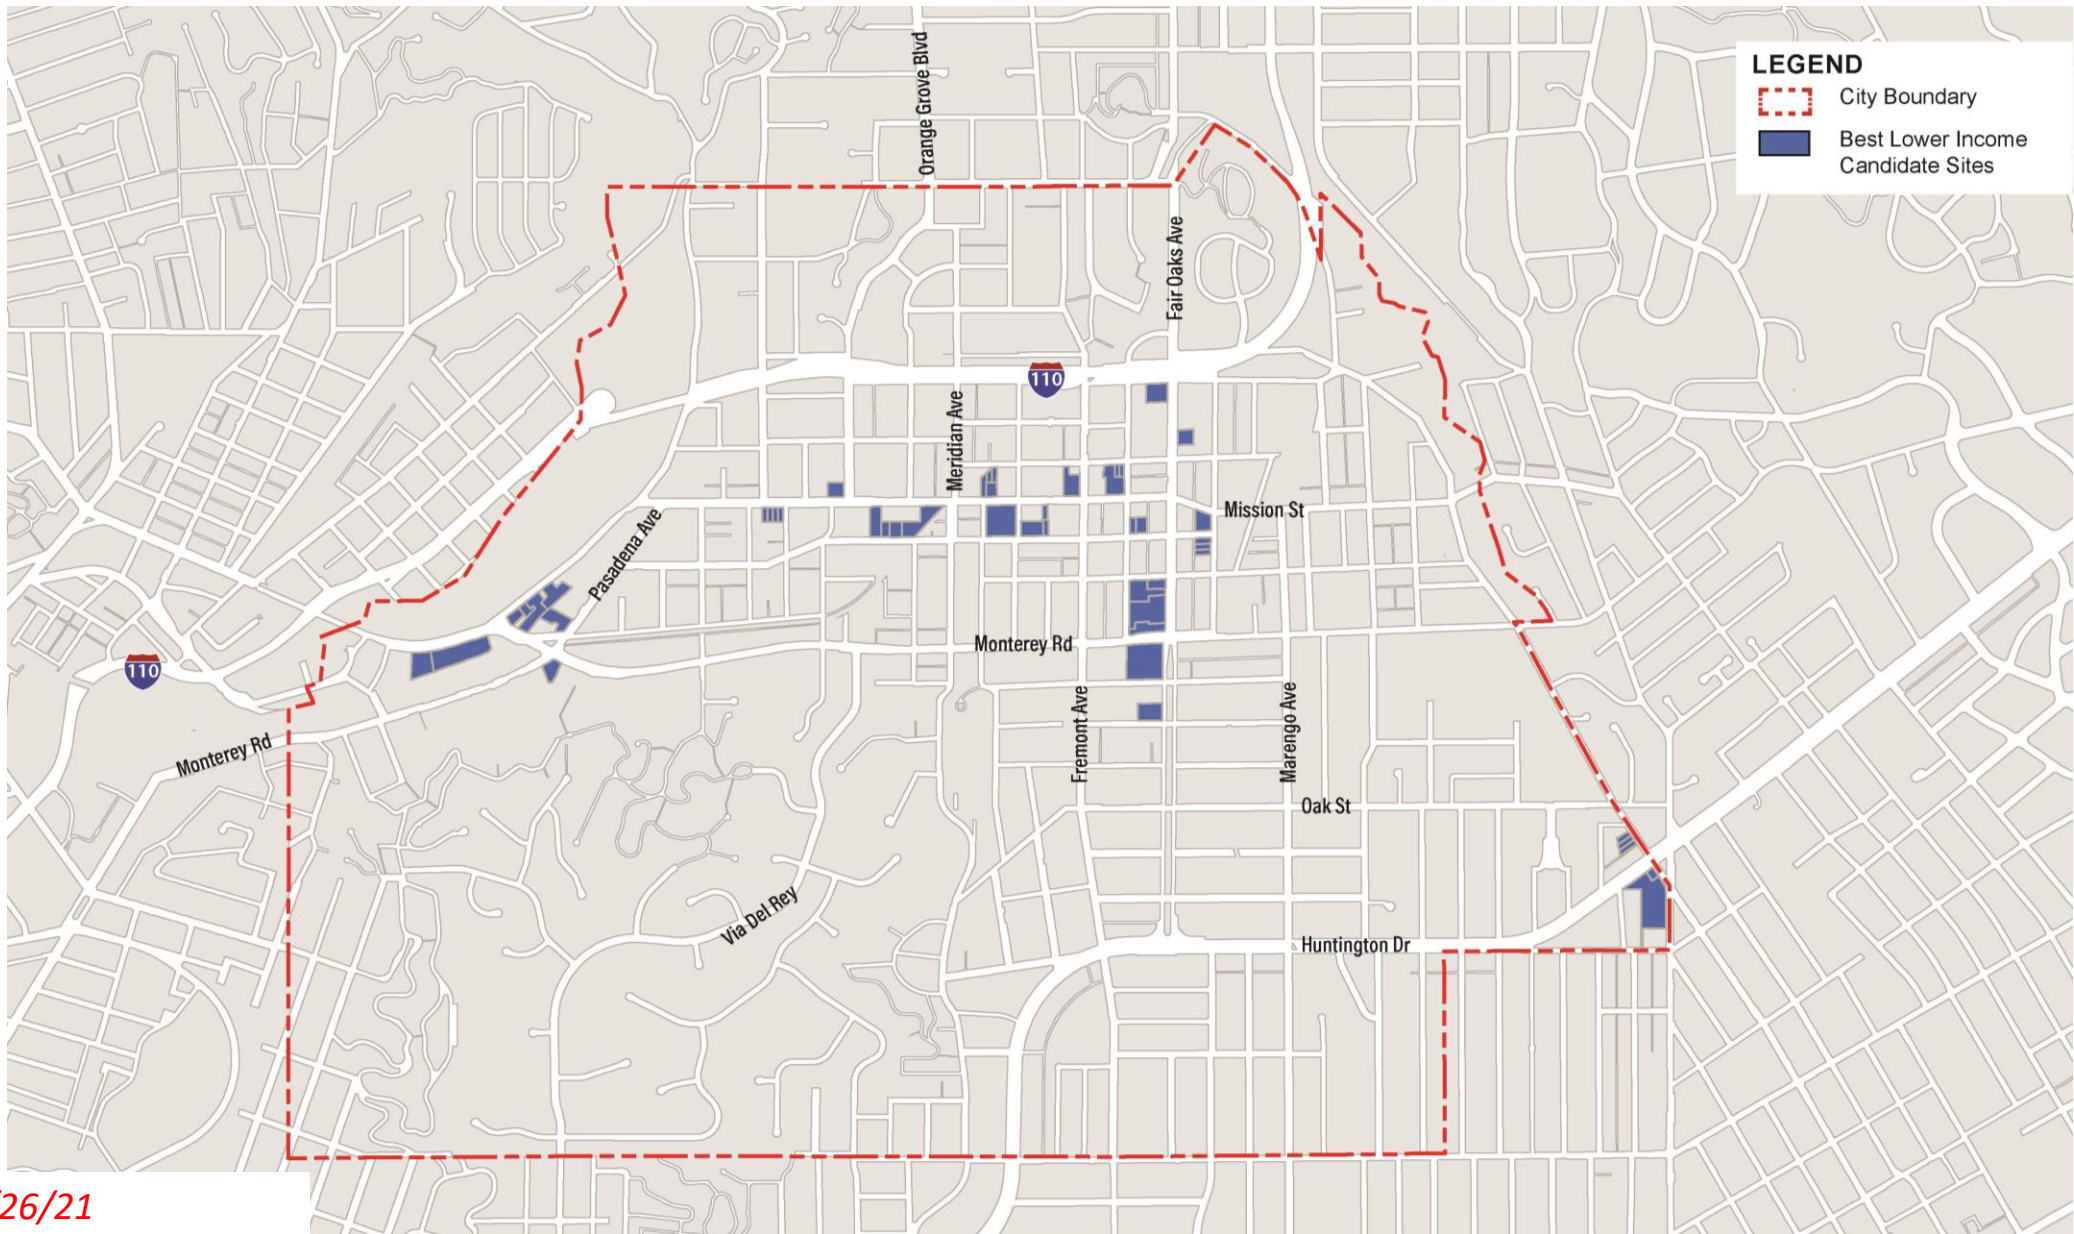 LEGEND
City Boundary
Best Lower Income
Candidate Sites
Orange Grove Blvd
Fair Oaks Ave
110
Meridian Ave
Mission St
Pasadena Ave
Monterey Rd
110
Fremont Ave
Marengo Ave
Monterey Rd
Oak St
Via Del Rey
Huntington Dr
/26/21